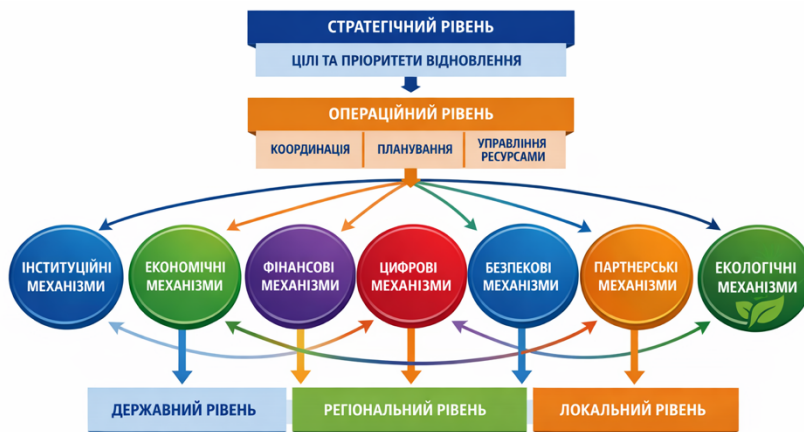 СТРАТЕГІЧНИЙ РІВЕНЬ
ЦІЛІ ТА ПРІОРИТЕТИ ВІДНОВЛЕННЯ
ОПЕРАЦІЙНИЙ РІВЕНЬ
КООРДИНАЦІЯ
ПЛАНУВАННЯ
УПРАВЛІННЯ
РЕСУРСАМИ
ІНСТИТУЦІЙНІ
МЕХАНІЗМИ
ЕКОНОМІЧНІ
МЕХАНІЗМИ
ФІНАНСОВІ
МЕХАНІЗМИ
ЦИФРОВІ
МЕХАНІЗМИ
БЕЗПЕКОВІ
МЕХАНІЗМИ
ПАРТНЕРСЬКІ
МЕХАНІЗМИ
ЕКОЛОГІЧНІ
МЕХАНІЗМИ
ДЕРЖАВНИЙ РІВЕНЬ
РЕГІОНАЛЬНИЙ РІВЕНЬ
ЛОКАЛЬНИЙ РІВЕНЬ